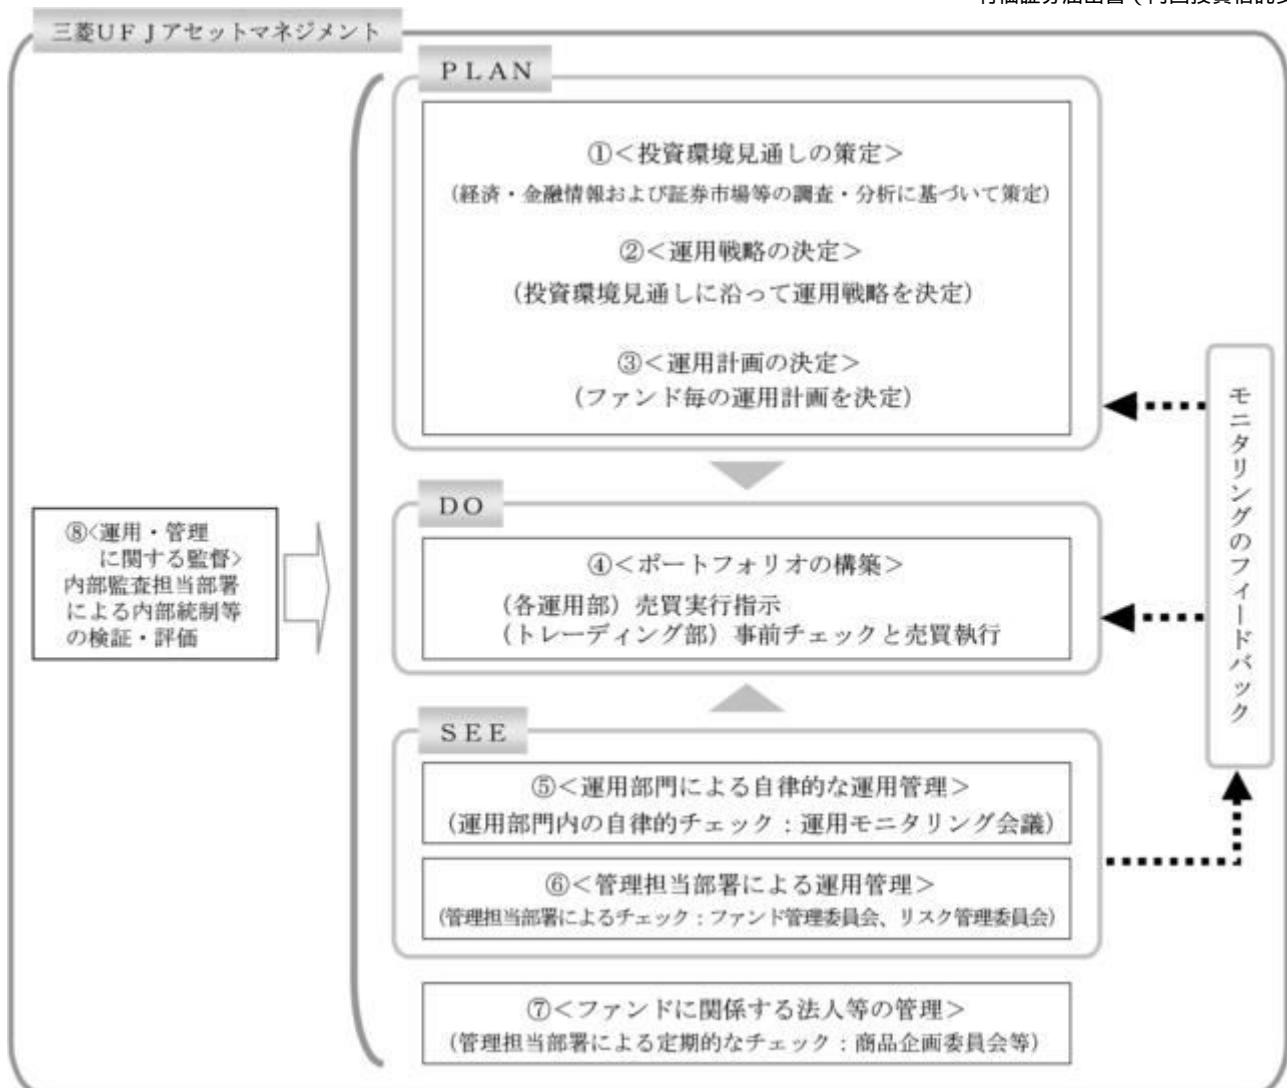 三菱UFJアセットマネジメント
PLAN
①<投資環境見通しの策定>
(経済・金融情報および証券市場等の調査・分析に基づいて策定)
②<運用戦略の決定>
(投資環境見通しに沿って運用戦略を決定)
③<運用計画の決定>
(ファンド毎の運用計画を決定)
DO
④<ポートフォリオの構築>
(各運用部)売買実行指示
(トレーディング部)事前チェックと売買執行
SEE
⑤<運用部門による自律的な運用管理>
(運用部門内の自律的チェック:運用モニタリング会議)
⑥<管理担当部署による運用管理>
(管理担当部署によるチェック:ファンド管理委員会、リスク管理委員会)
⑦<ファンドに関係する法人等の管理>
(管理担当部署による定期的なチェック:商品企画委員会等)
⑧<運用・管理
に関する監督>
内部監査担当部署
による内部統制等
の検証・評価
モニタリングのフィードバック